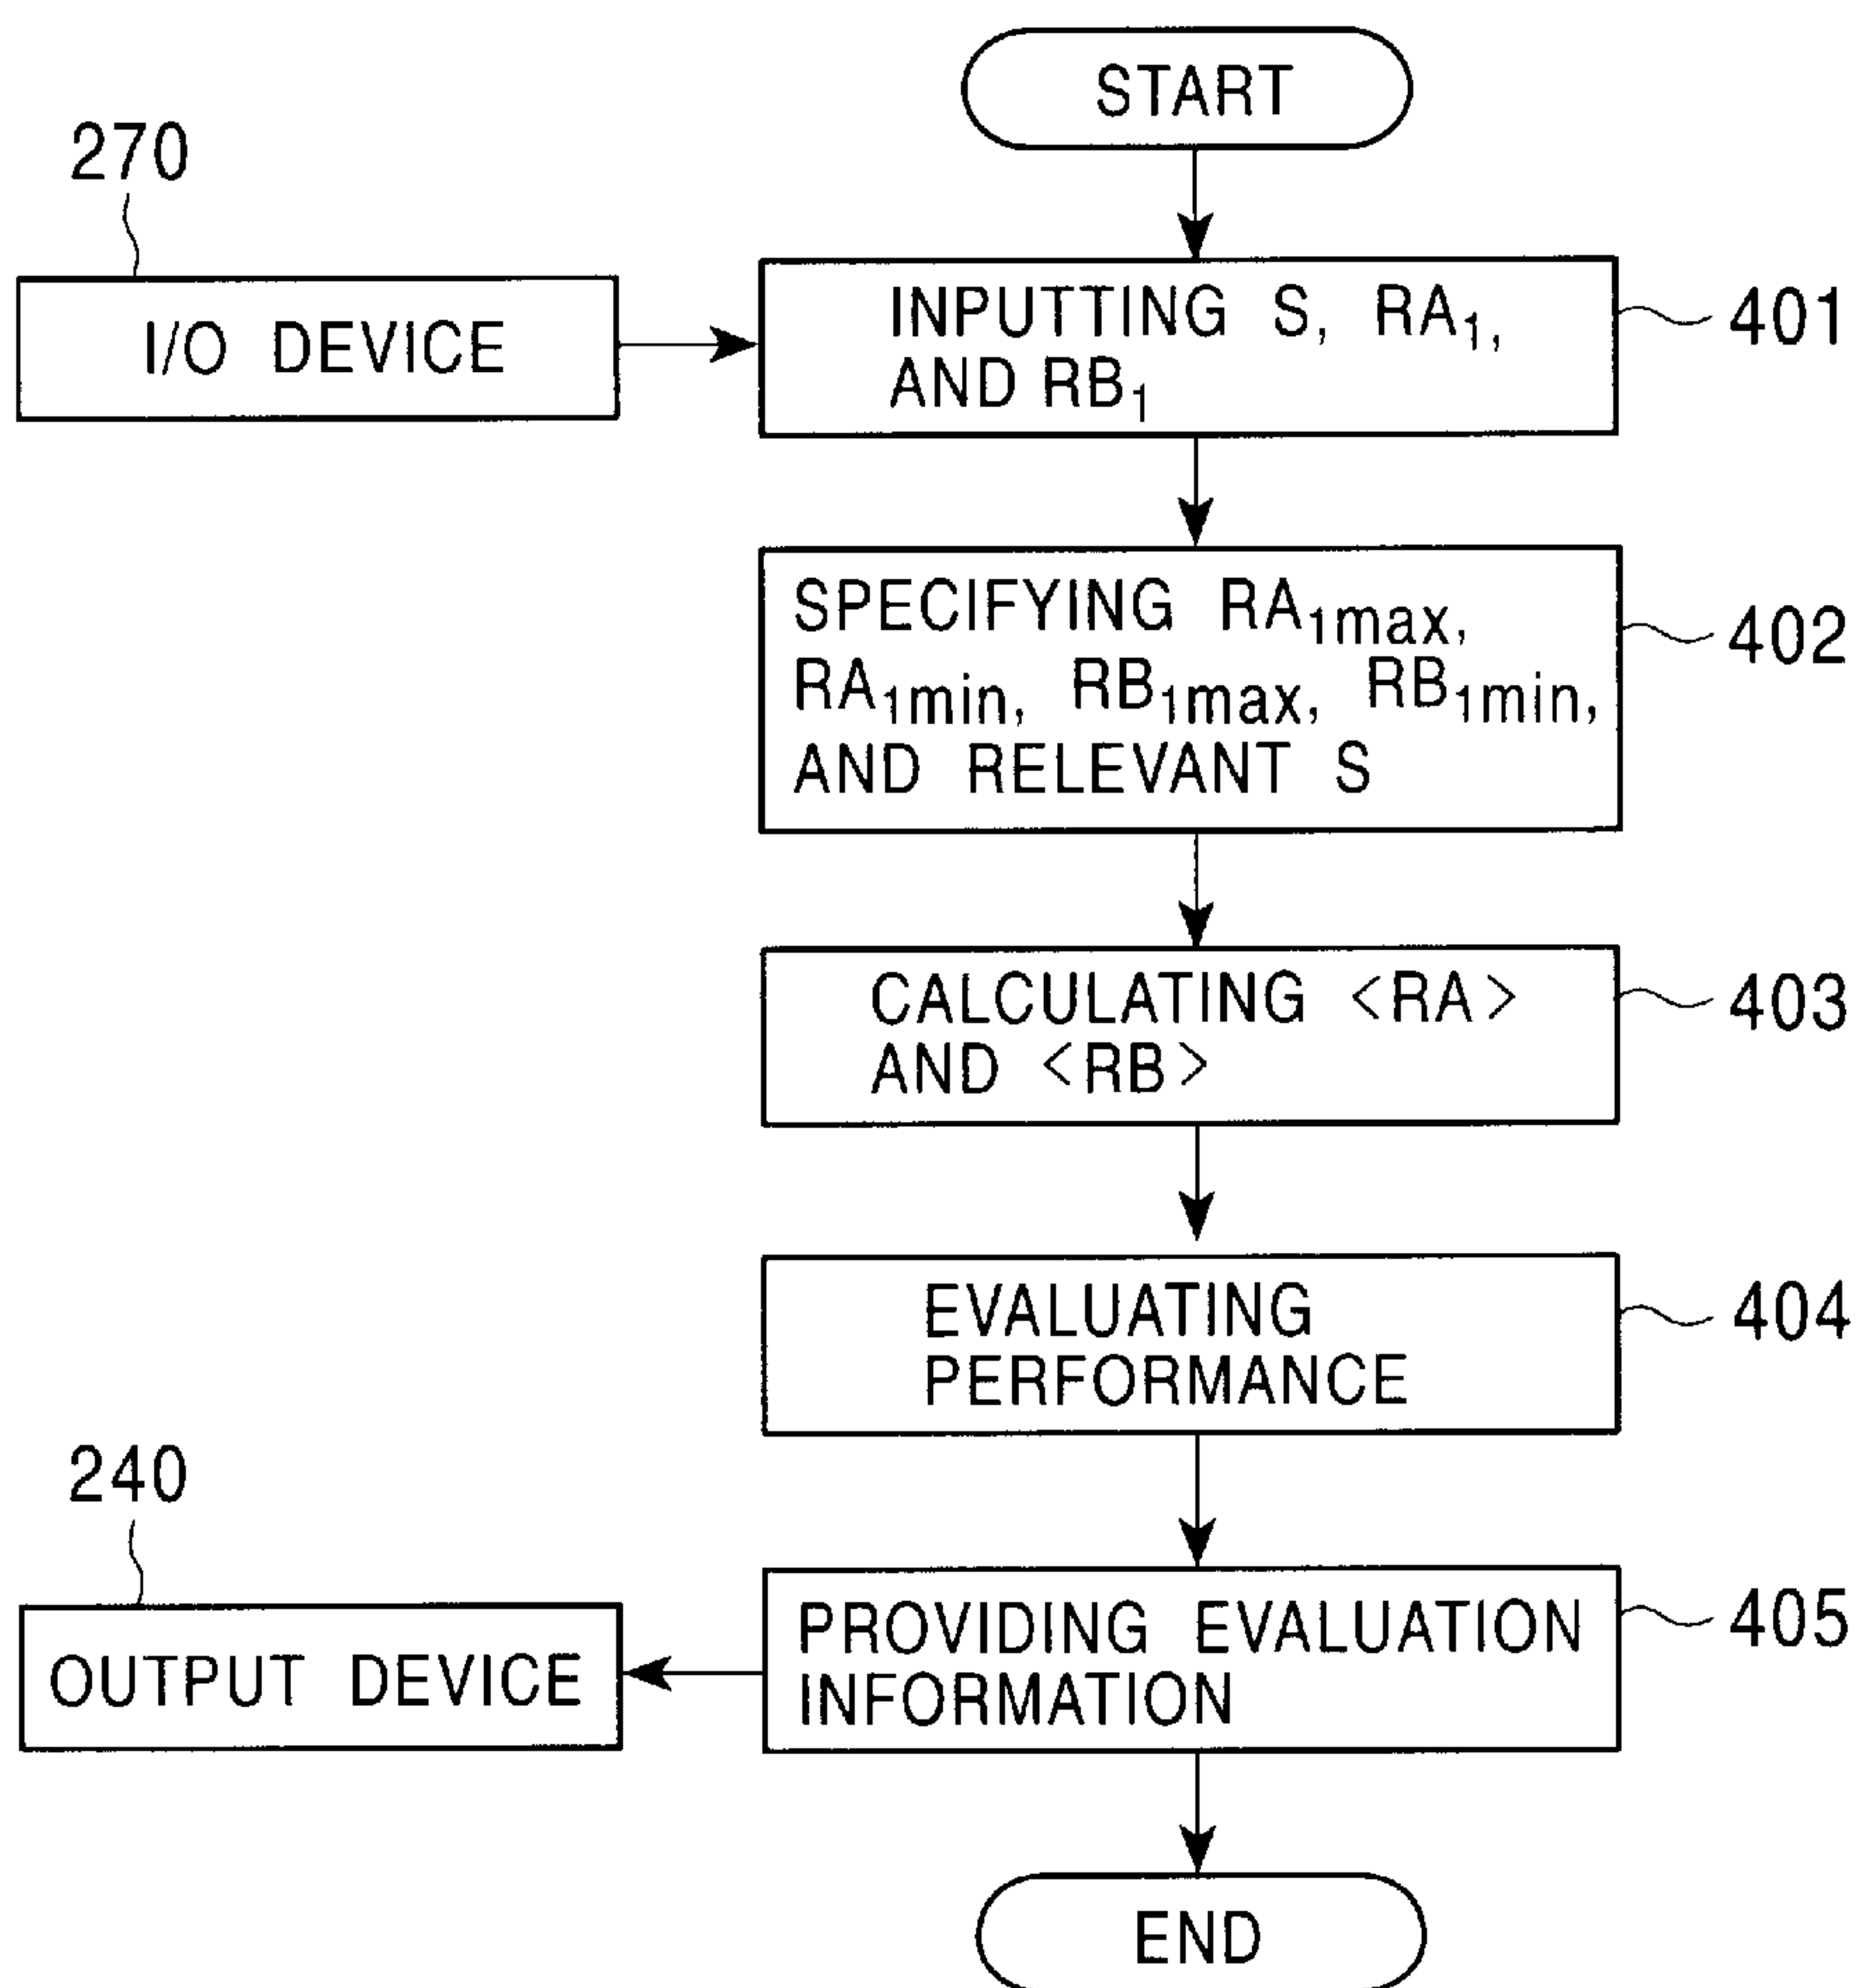 START
270
I/O DEVICE
INPUTTING S, RA1,
AND RB1
401
SPECIFYING RA1max,
RA1min, RB1max, RB1min,
AND RELEVANT S
402
CALCULATING <RA>
AND <RB>
403
EVALUATING
PERFORMANCE
404
240
OUTPUT DEVICE
PROVIDING EVALUATION
INFORMATION
405
END